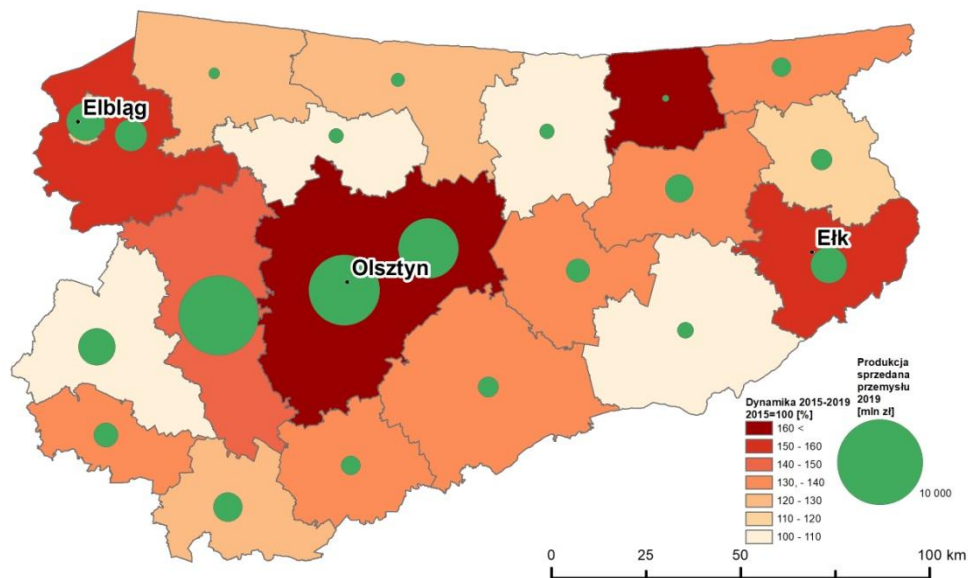 Elbląg
Olsztyn
Ełk
Produkcja
sprzedana
przemysłu
2019
[mln zł]
10 000
Dynamika 2015-2019
2015=100 [%]
160 <
150 - 160
140 - 150
130, - 140
120 - 130
110 - 120
100 - 110
0 25 50 100 km